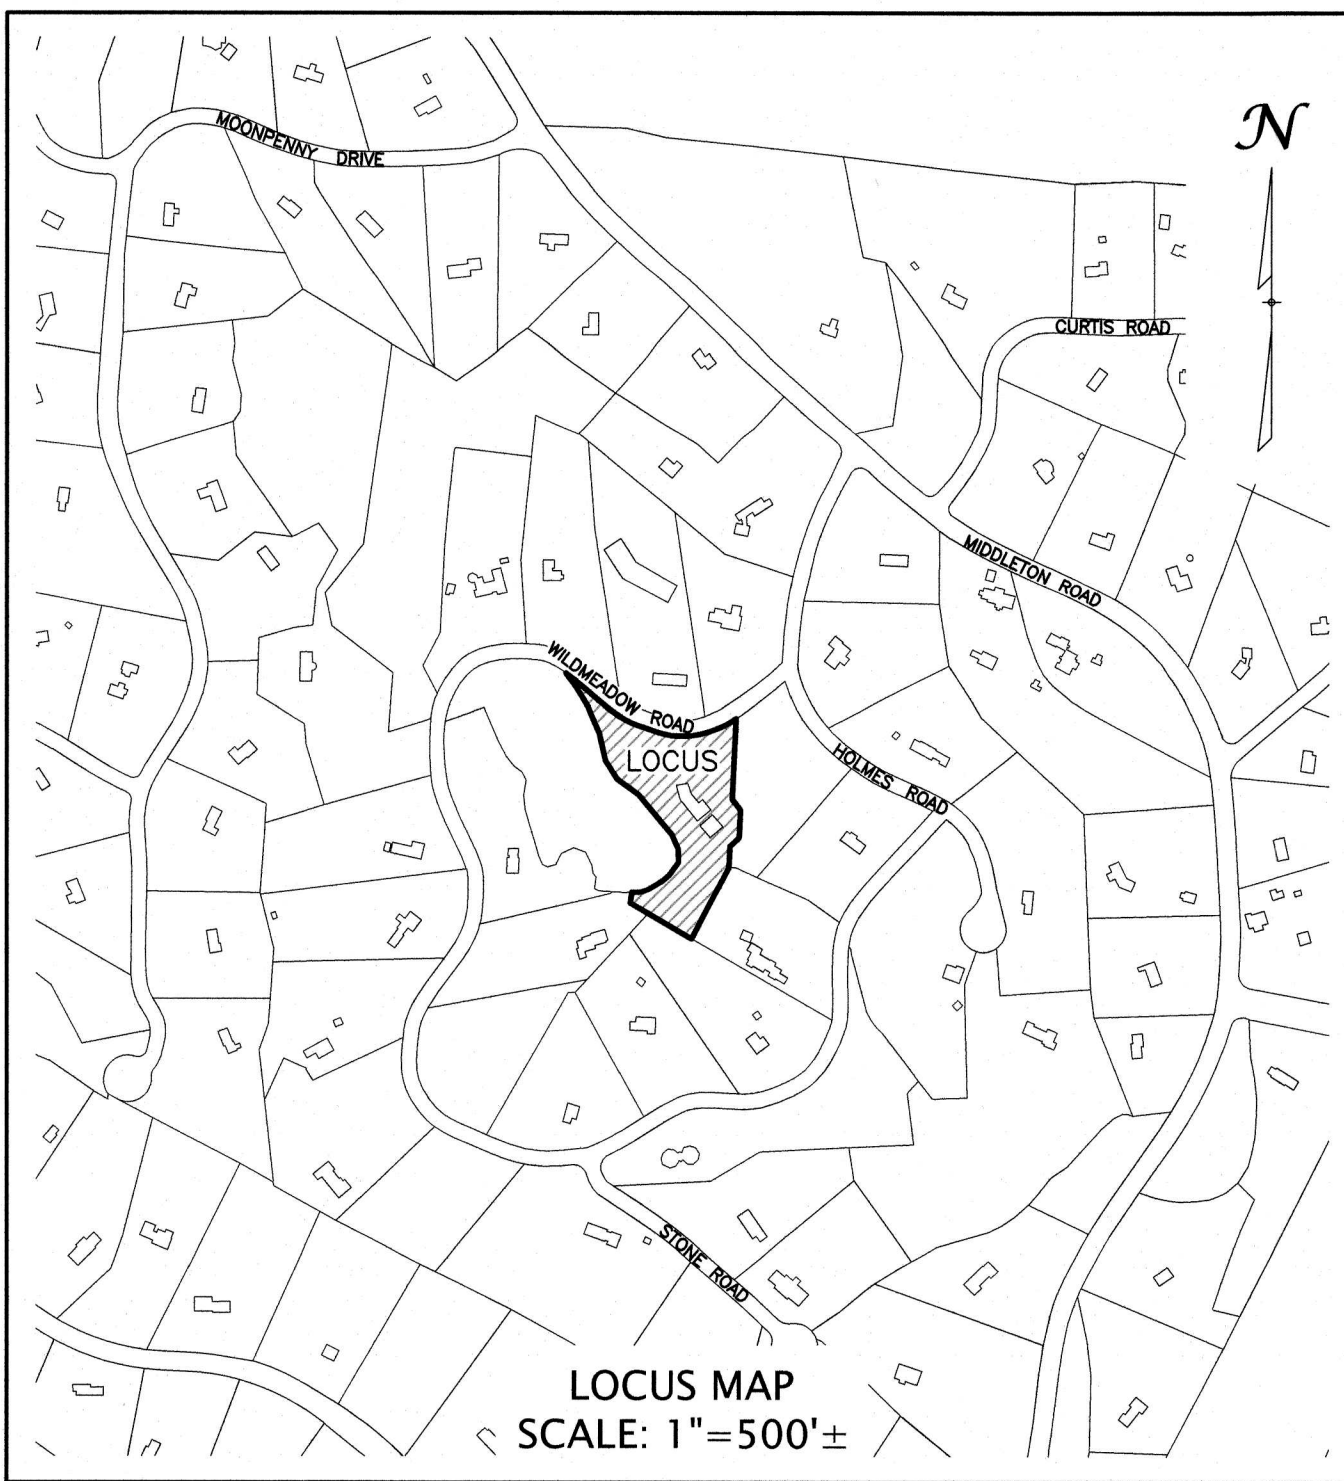 MOONPENNY DRIVE
N
CURTIS ROAD
MIDDLETON ROAD
WILDMEADOW ROAD
LOCUS
HOLMES ROAD
STONE ROAD
LOCUS MAP
SCALE: 1"=500'±